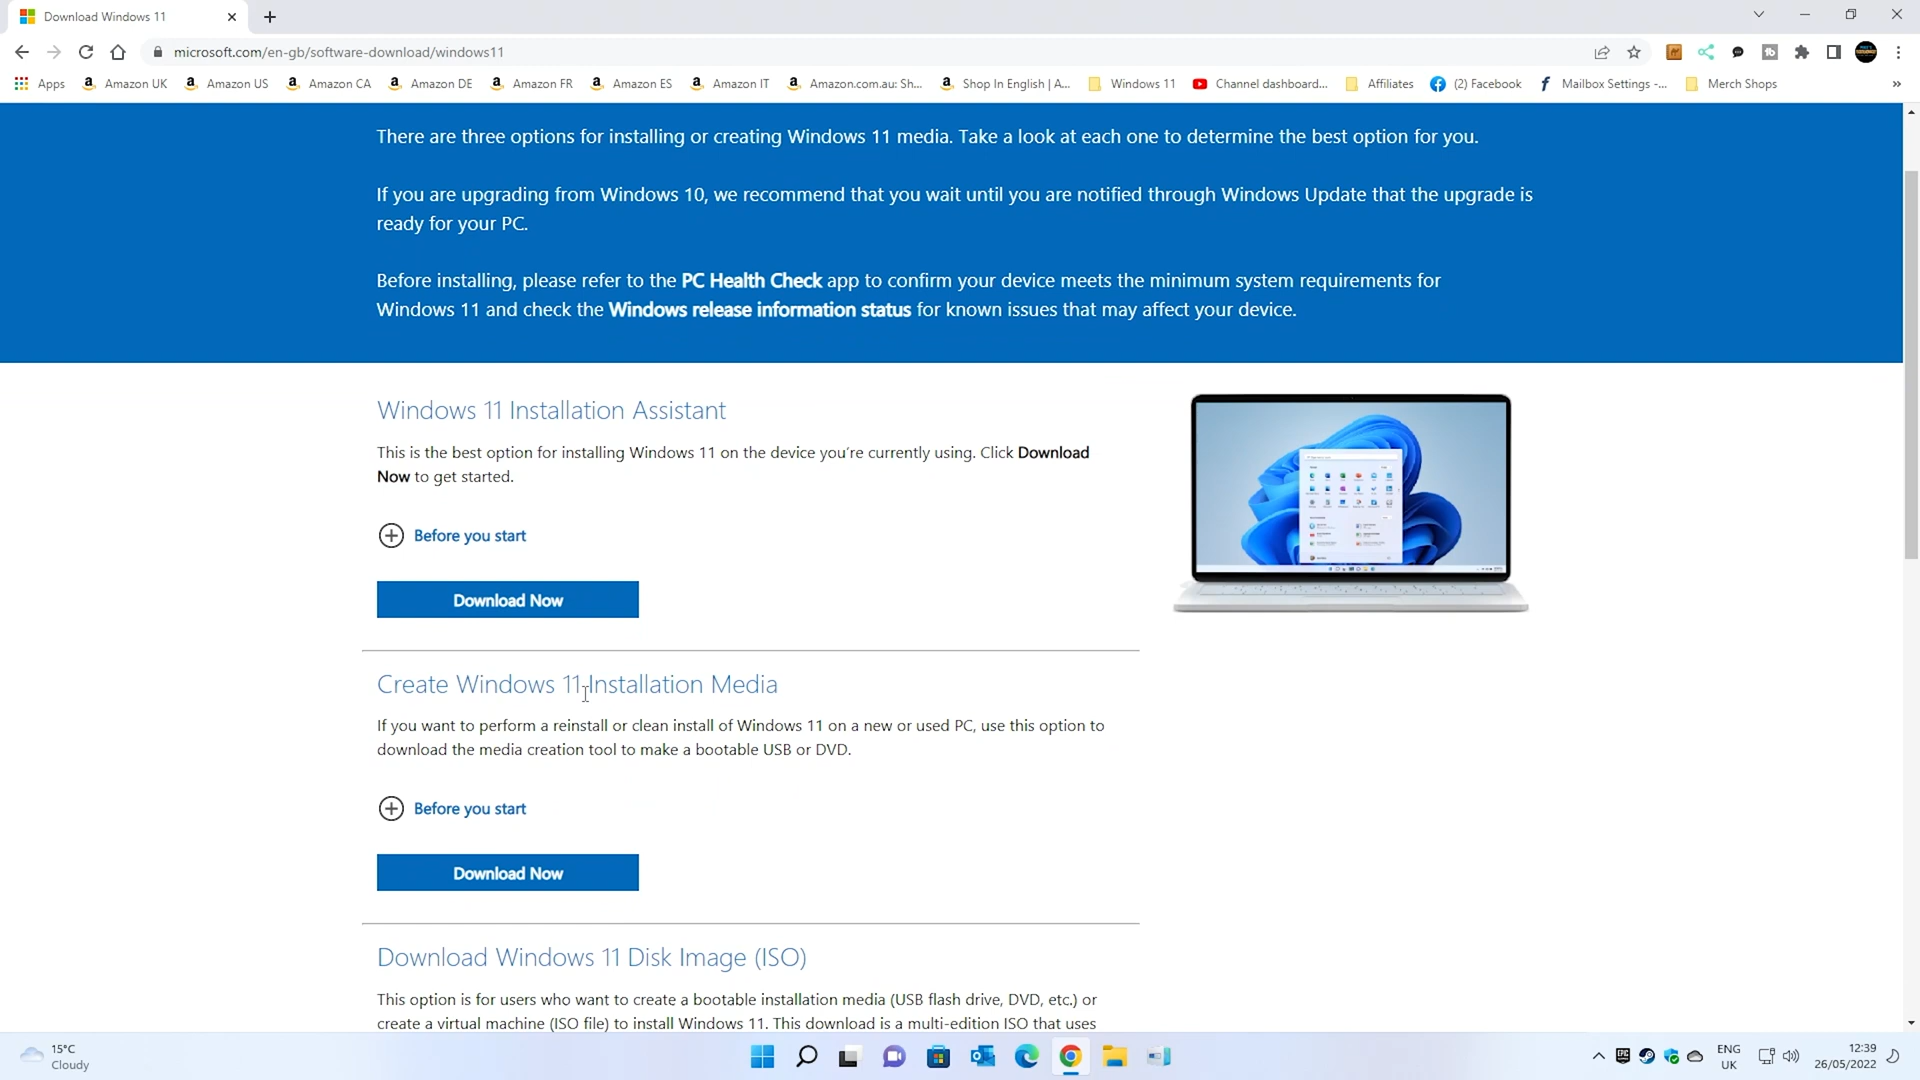 Download Windows 11
microsoft.com/en-gb/software-download/windows11
Apps Amazon UK Amazon US Amazon CA Amazon DE Amazon FR Amazon ES Amazon IT Amazon.com.au: Sh... Shop In English | A... Windows 11 Channel dashboard... Affiliates (2) Facebook Mailbox Settings -... Merch Shops »
There are three options for installing or creating Windows 11 media. Take a look at each one to determine the best option for you.
If you are upgrading from Windows 10, we recommend that you wait until you are notified through Windows Update that the upgrade is
ready for your PC.
Before installing, please refer to the PC Health Check app to confirm your device meets the minimum system requirements for
Windows 11 and check the Windows release information status for known issues that may affect your device.
Windows 11 Installation Assistant
This is the best option for installing Windows 11 on the device you're currently using. Click Download
Now to get started.
Before you start
Download Now
Create Windows 11 Installation Media
If you want to perform a reinstall or clean install of Windows 11 on a new or used PC, use this option to
download the media creation tool to make a bootable USB or DVD.
Before you start
Download Now
Download Windows 11 Disk Image (ISO)
This option is for users who want to create a bootable installation media (USB flash drive, DVD, etc.) or
create a virtual machine (ISO file) to install Windows 11. This download is a multi-edition ISO that uses
15°C
Cloudy
ENG
UK
12:39
26/05/2022